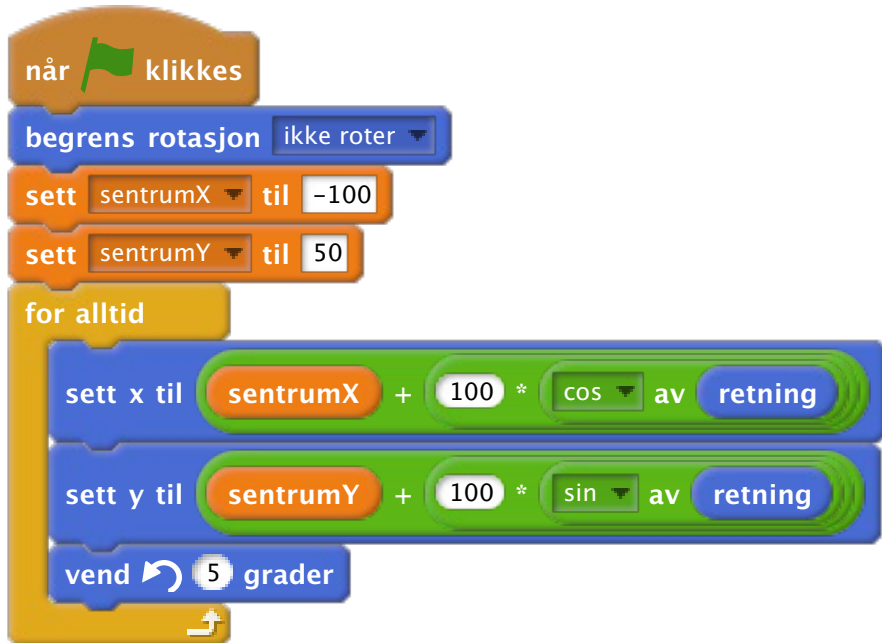 når klikkes
begrens rotasjon ikke roter
sett sentrumX til -100
sett sentrumY til 50
for alltid
sett x til sentrumX + 100 * cos av retning
sett y til sentrumY + 100 * sin av retning
vend 5 grader